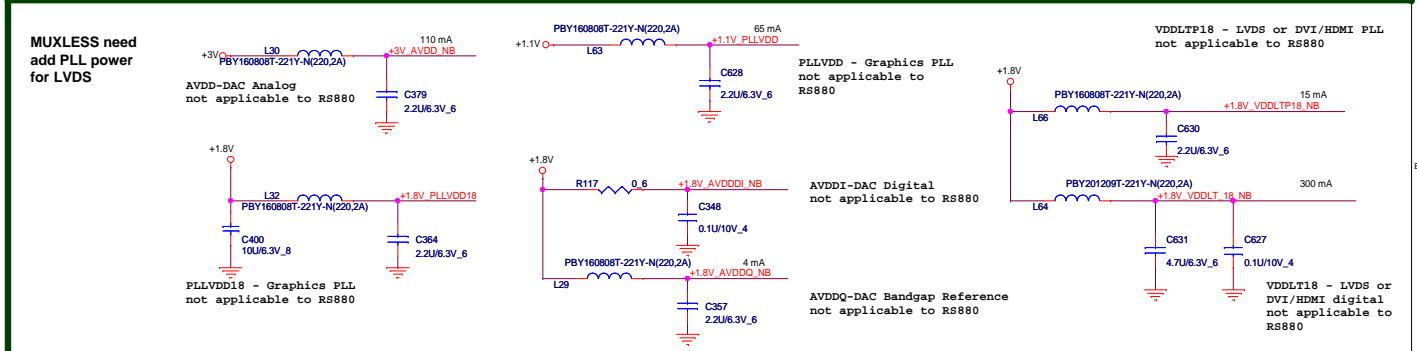 MUXLESS need
add PLL power
for LVDS
110 mA
+3V
L30
+3V_AVDD_NB
PBY160808T-221Y-N(220,2A)
AVDD-DAC Analog
not applicable to RS880
C379
2.2U/6.3V_6
PBY160808T-221Y-N(220,2A)
65 mA
+1.1V
L63
+1.1V_PLLVDD
C628
2.2U/6.3V_6
PLLVDD - Graphics PLL
not applicable to
RS880
VDDLTP18 - LVDS or DVI/HDMI PLL
not applicable to RS880
+1.8V
PBY160808T-221Y-N(220,2A)
15 mA
L66
+1.8V_VDDLTP18_NB
C630
2.2U/6.3V_6
PBY201209T-221Y-N(220,2A)
300 mA
L64
+1.8V_VDDLT_18_NB
C631
4.7U/6.3V_6
C627
0.1U/10V_4
VDDLT18 - LVDS or
DVI/HDMI digital
not applicable to
RS880
+1.8V
L32
+1.8V_PLLVDD18
PBY160808T-221Y-N(220,2A)
C400
10U/6.3V_8
C364
2.2U/6.3V_6
PLLVDD18 - Graphics PLL
not applicable to RS880
+1.8V
R117
0_6
+1.8V_AVDDDI_NB
AVDDI-DAC Digital
not applicable to RS880
C348
0.1U/10V_4
PBY160808T-221Y-N(220,2A)
4 mA
L29
+1.8V_AVDDQ_NB
C357
2.2U/6.3V_6
AVDDQ-DAC Bandgap Reference
not applicable to RS880